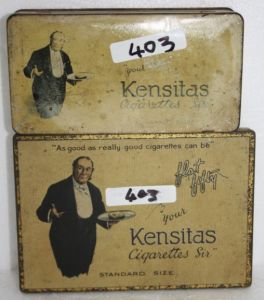 403
"your
Kensitas
Cigarettes Sir"
"As good as really good cigarettes can be"
flat
fifty
403
"your
Kensitas
Cigarettes Sir"
STANDARD SIZE